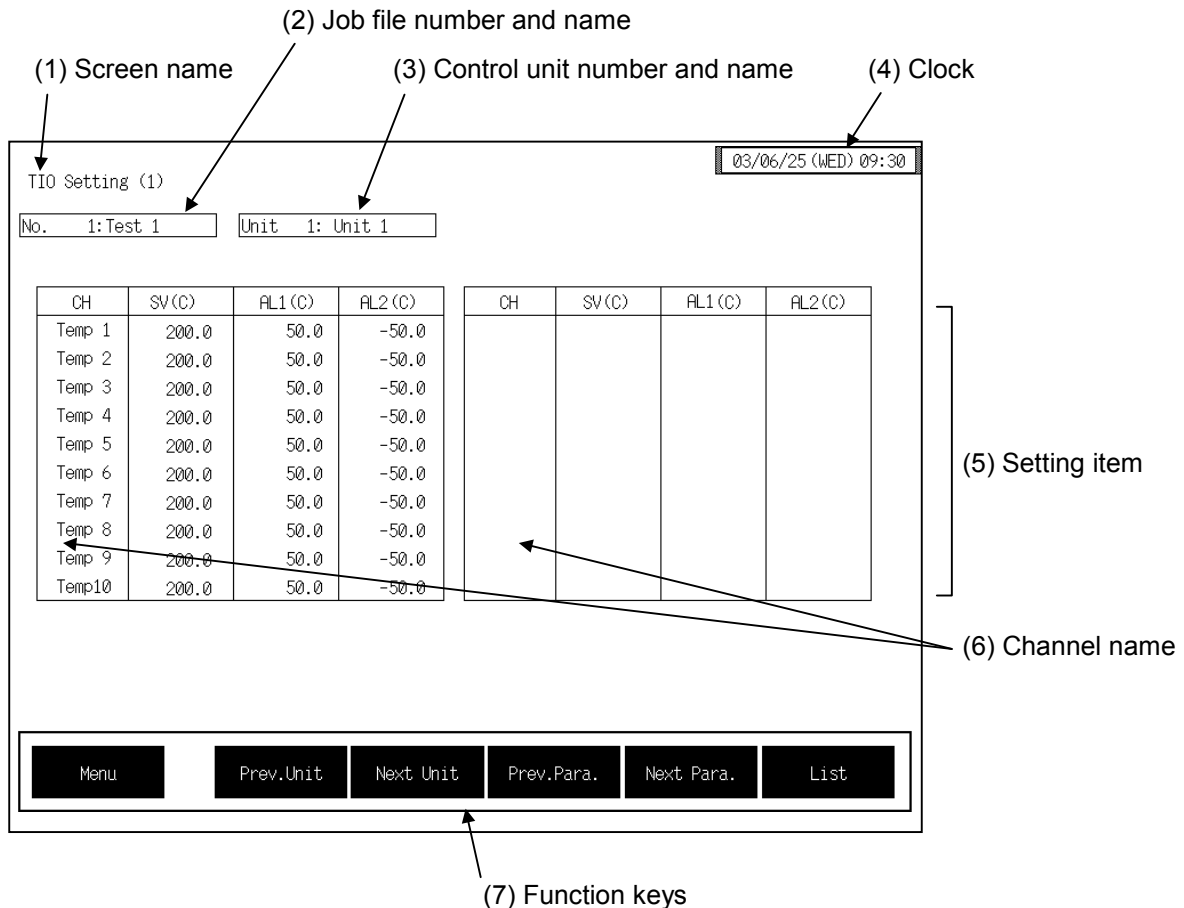 (2) Job file number and name
(1) Screen name (3) Control unit number and name (4) Clock
03/06/25(WED)09:30
TIO Setting (1)
No. 1:Test 1 Unit 1: Unit 1
CH SV(C) AL1(C) AL2(C) CH SV(C) AL1(C) AL2(C)
Temp 1 200.0 50.0 -50.0
Temp 2 200.0 50.0 -50.0
Temp 3 200.0 50.0 -50.0
Temp 4 200.0 50.0 -50.0
Temp 5 200.0 50.0 -50.0
(5) Setting item
Temp 6 200.0 50.0 -50.0
Temp 7 200.0 50.0 -50.0
Temp 8 200.0 50.0 -50.0
Temp 9 200.0 50.0 -50.0
Temp10 200.0 50.0 -50.0
(6) Channel name
Menu Prev.Unit Next Unit Prev.Para. Next Para. List
(7) Function keys